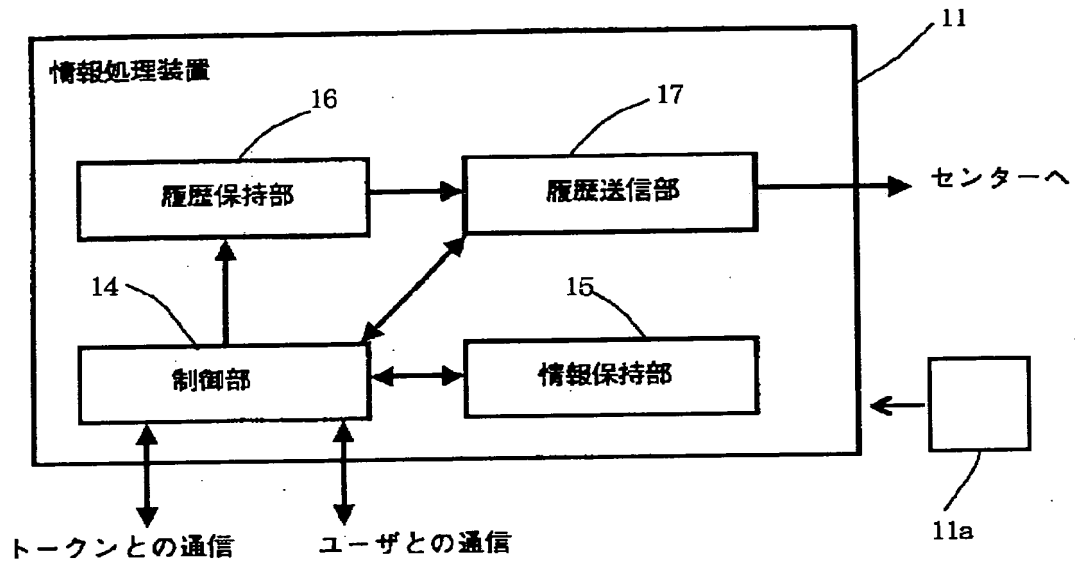 11
情報処理装置
16
17
履歴保持部
履歴送信部
センターへ
14
15
制御部
情報保持部
11a
トークンとの通信
ユーザとの通信